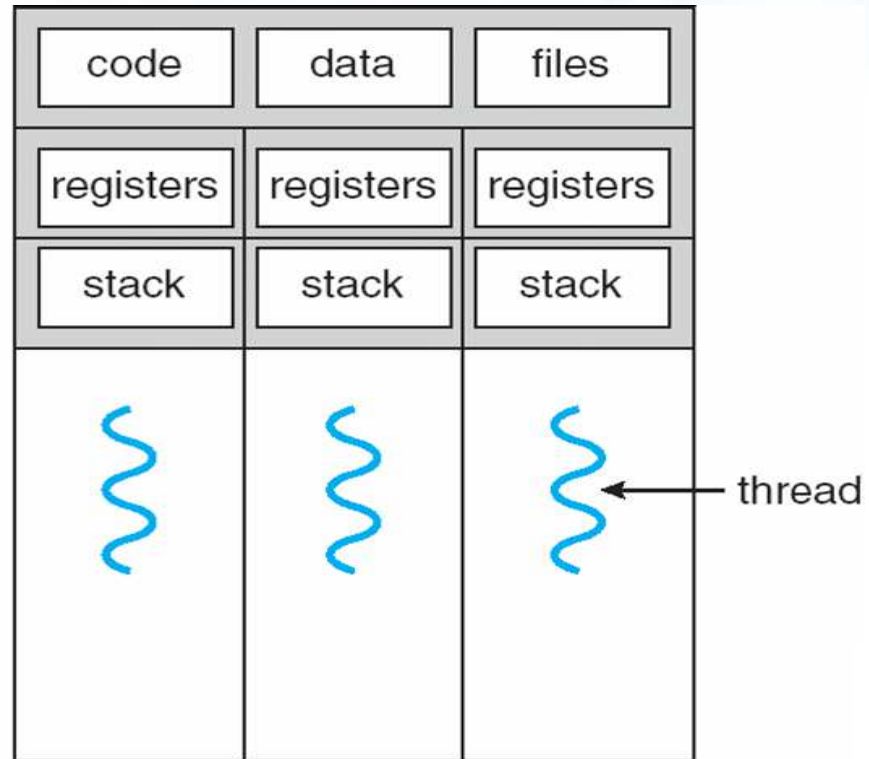 code data files
registers registers registers
stack stack stack
thread